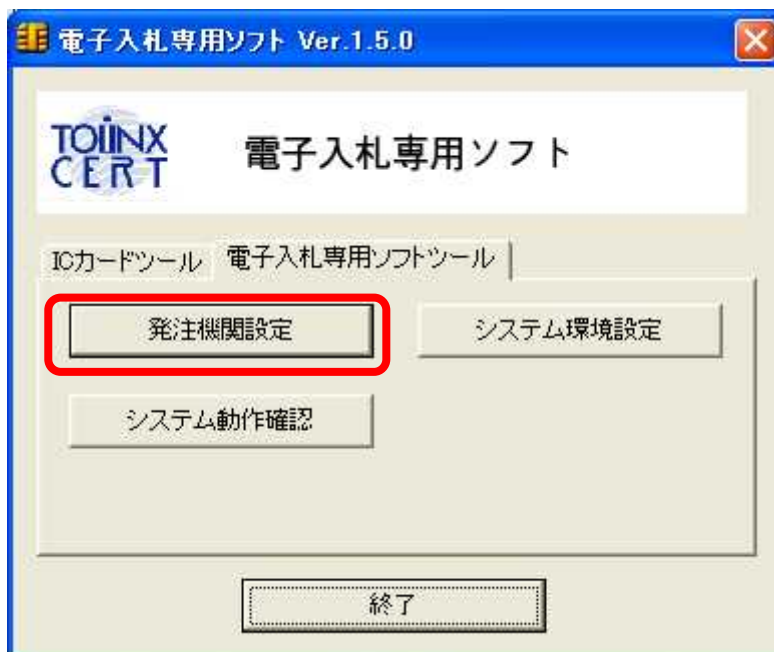 電子入札専用ソフト Ver.1.5.0
TOiNX
CERT
電子入札専用ソフト
ICカードツール 電子入札専用ソフトツール
発注機関設定 システム環境設定
システム動作確認
終了